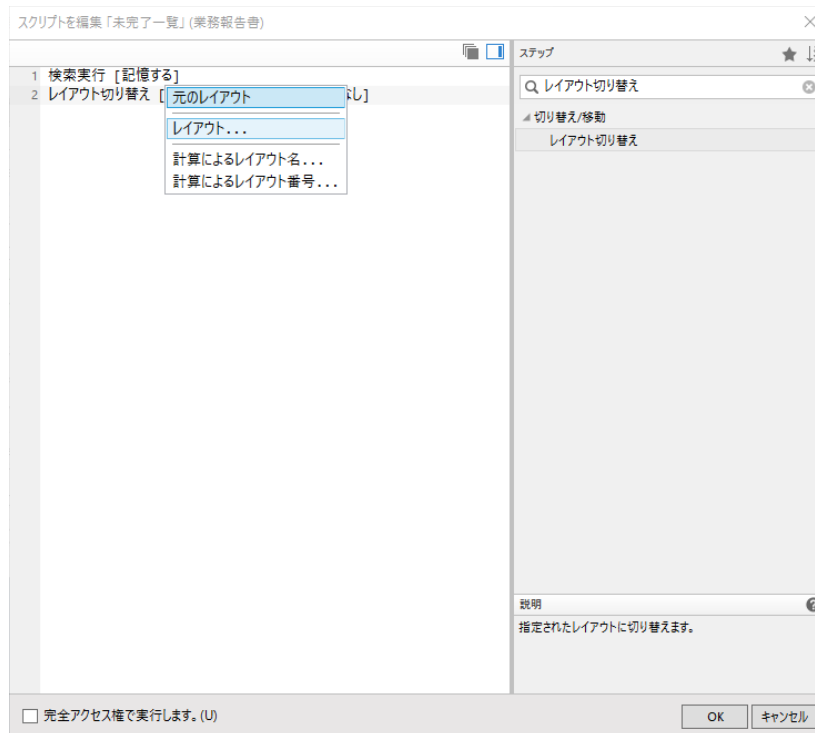 スクリプトを編集 「未完了一覧」 (業務報告書)
ステップ
1 検索実行 [記憶する]
2 レイアウト切り替え [
なし]
元のレイアウト
レイアウト...
計算によるレイアウト名...
計算によるレイアウト番号...
レイアウト切り替え
切り替え/移動
レイアウト切り替え
説明
指定されたレイアウトに切り替えます。
完全アクセス権で実行します。(U)
OK
キャンセル